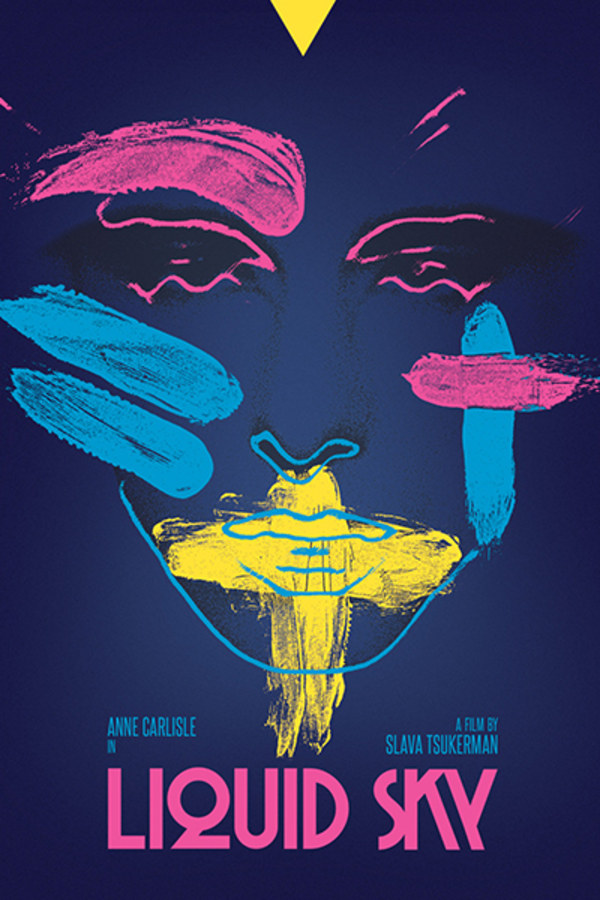 ANNE CARLISLE
IN
A FILM BY
SLAVA TSUKERMAN
LIQUID SKY